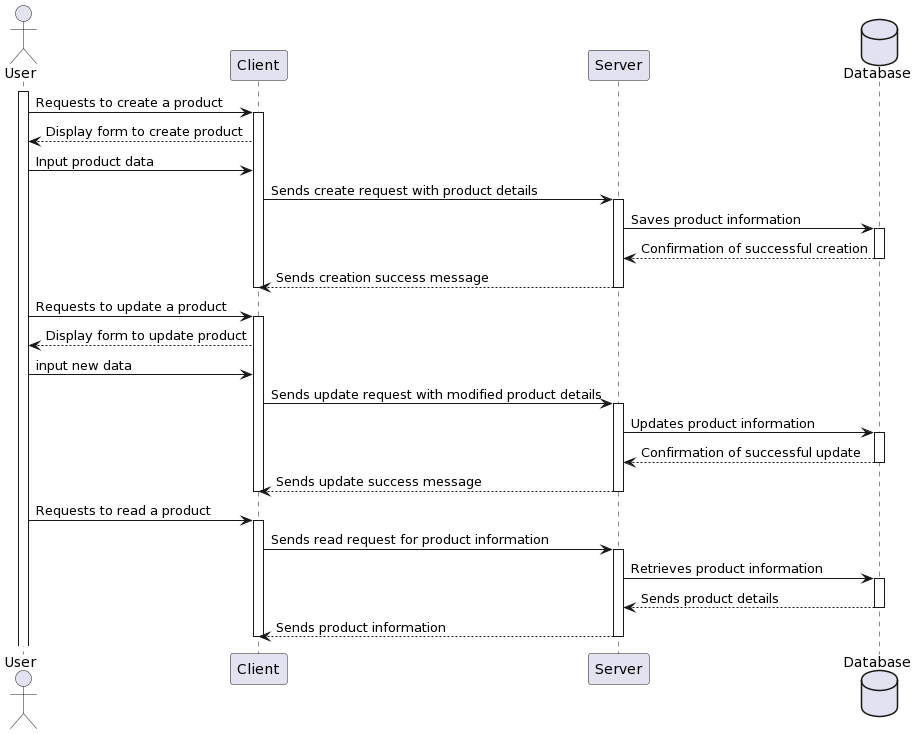 User
Client
Server
Database
Requests to create a product
Display form to create product
Input product data
Sends create request with product details
Saves product information
Confirmation of successful creation
Sends creation success message
Requests to update a product
Display form to update product
input new data
Sends update request with modified product details
Updates product information
Confirmation of successful update
Sends update success message
Requests to read a product
Sends read request for product information
Retrieves product information
Sends product details
Sends product information
User
Client
Server
Database